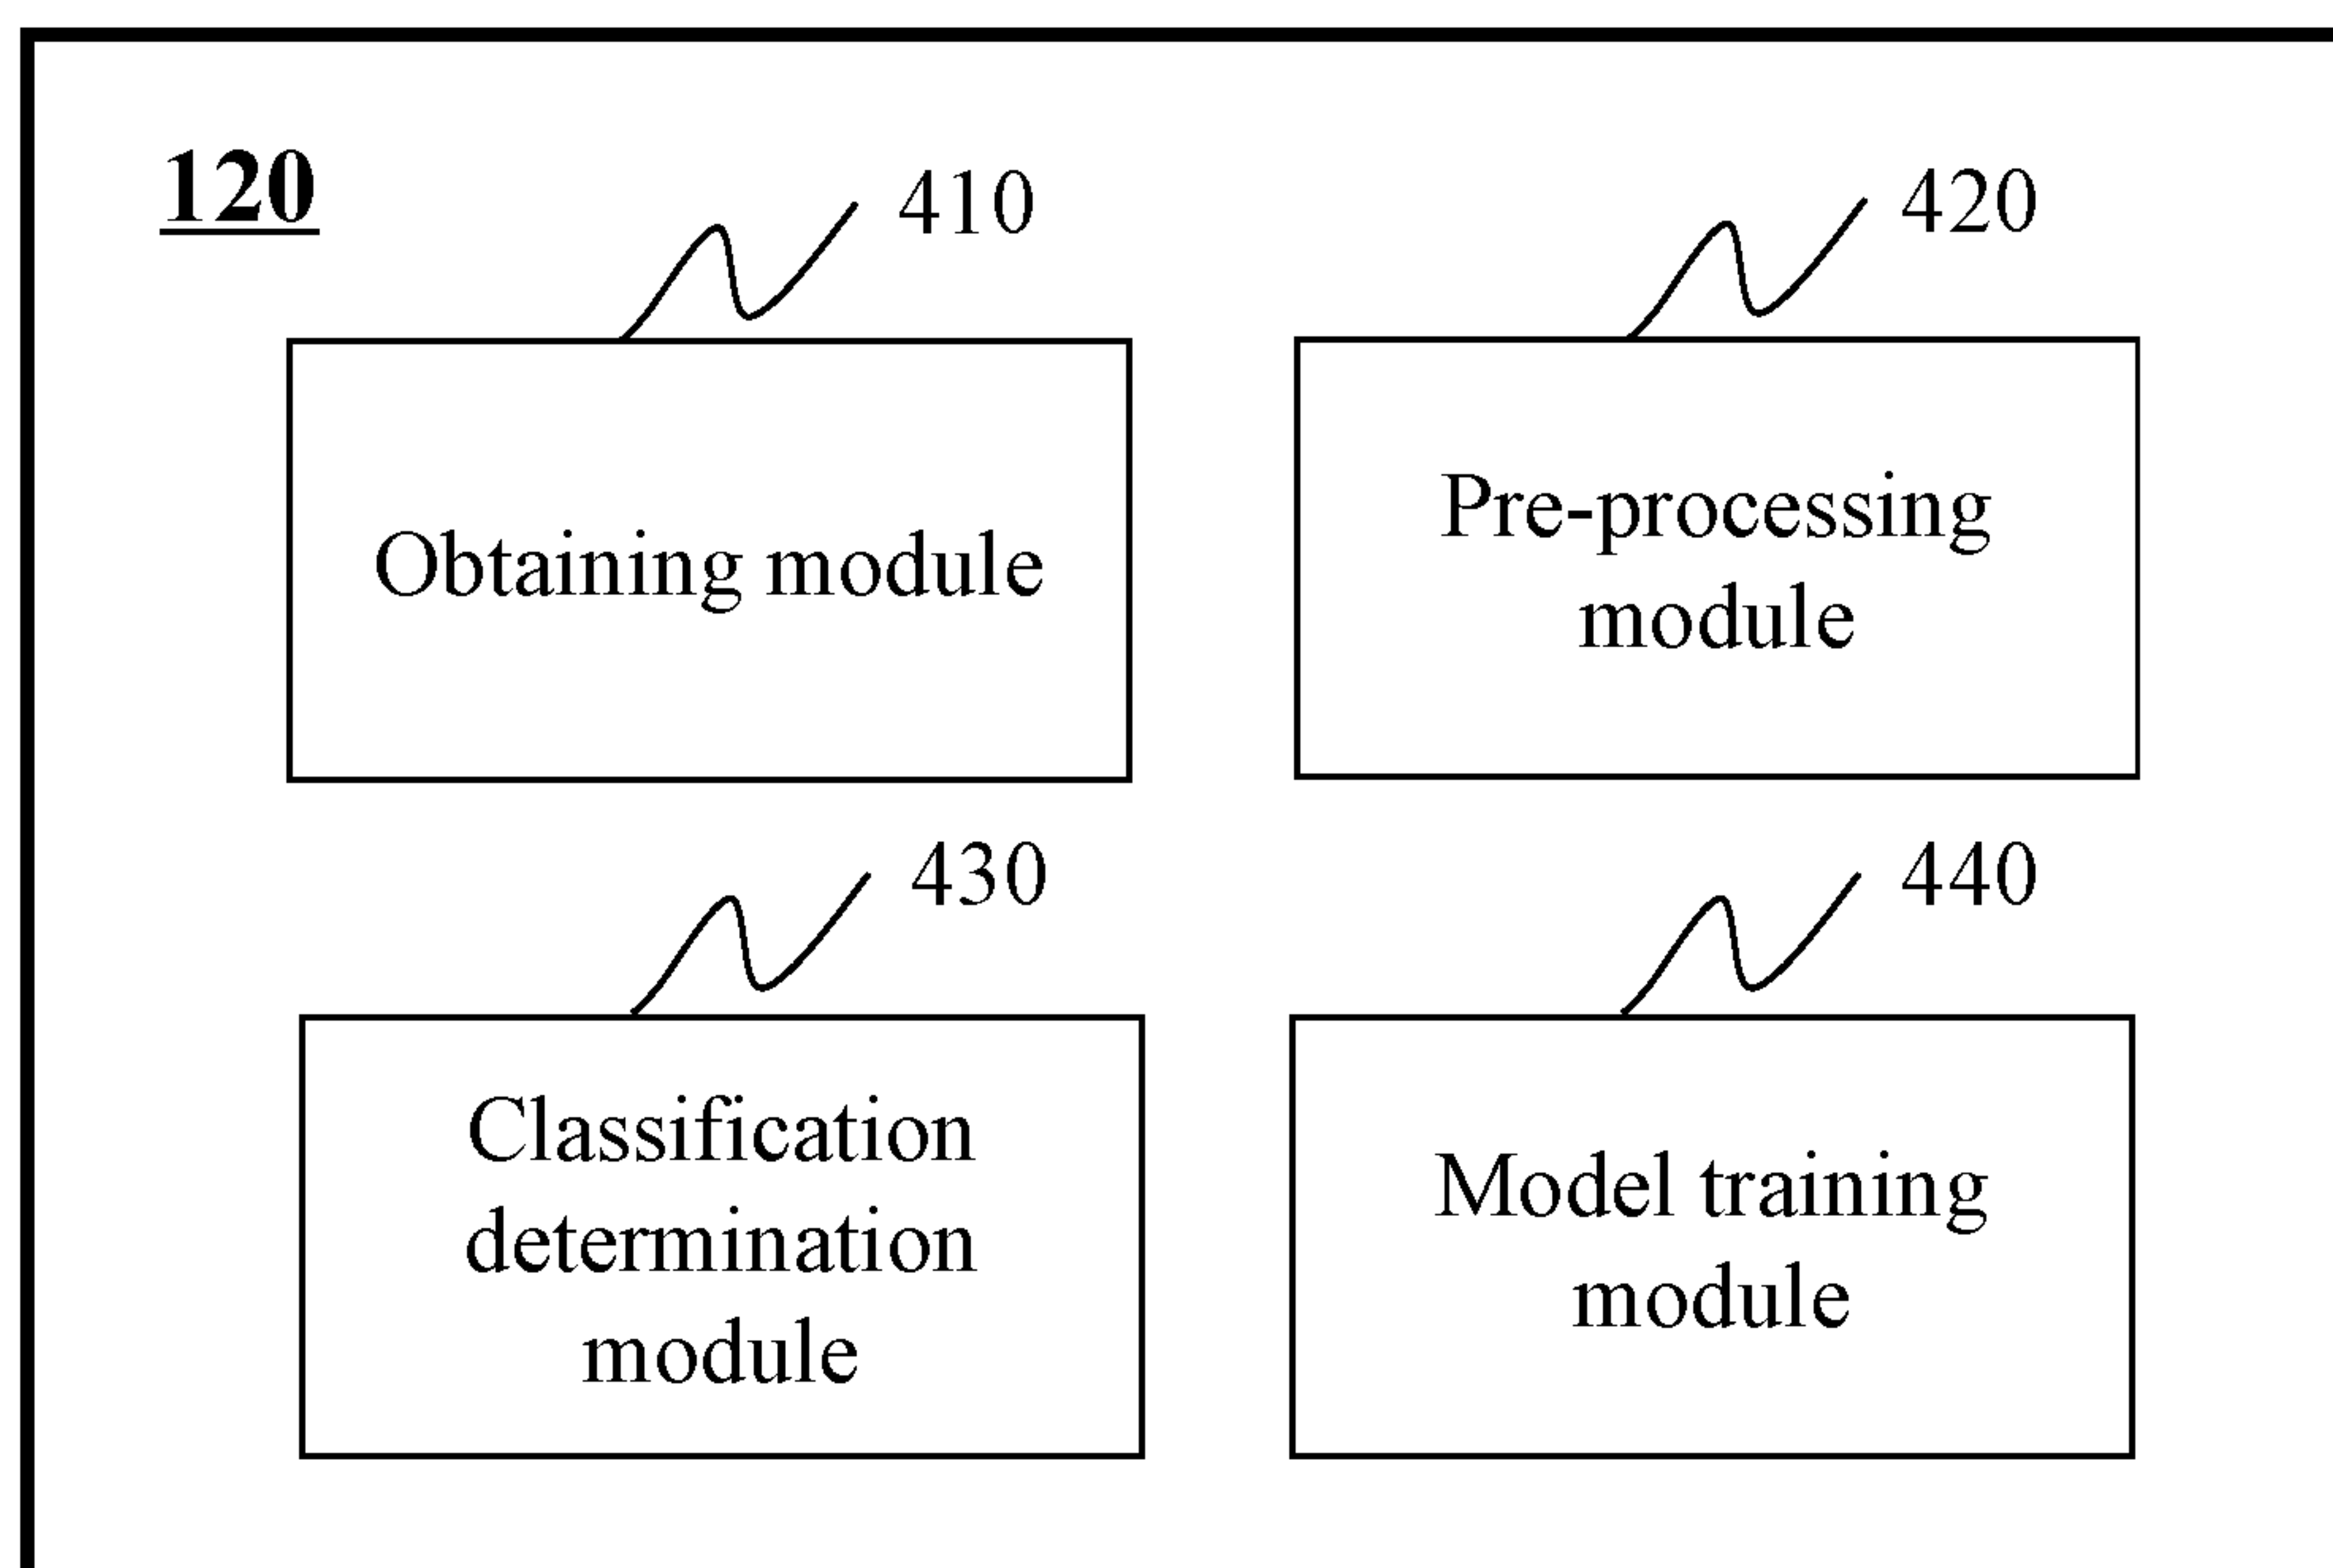 120
410
420
Obtaining module
Pre-processing
module
430
440
Classification
determination
module
Model training
module